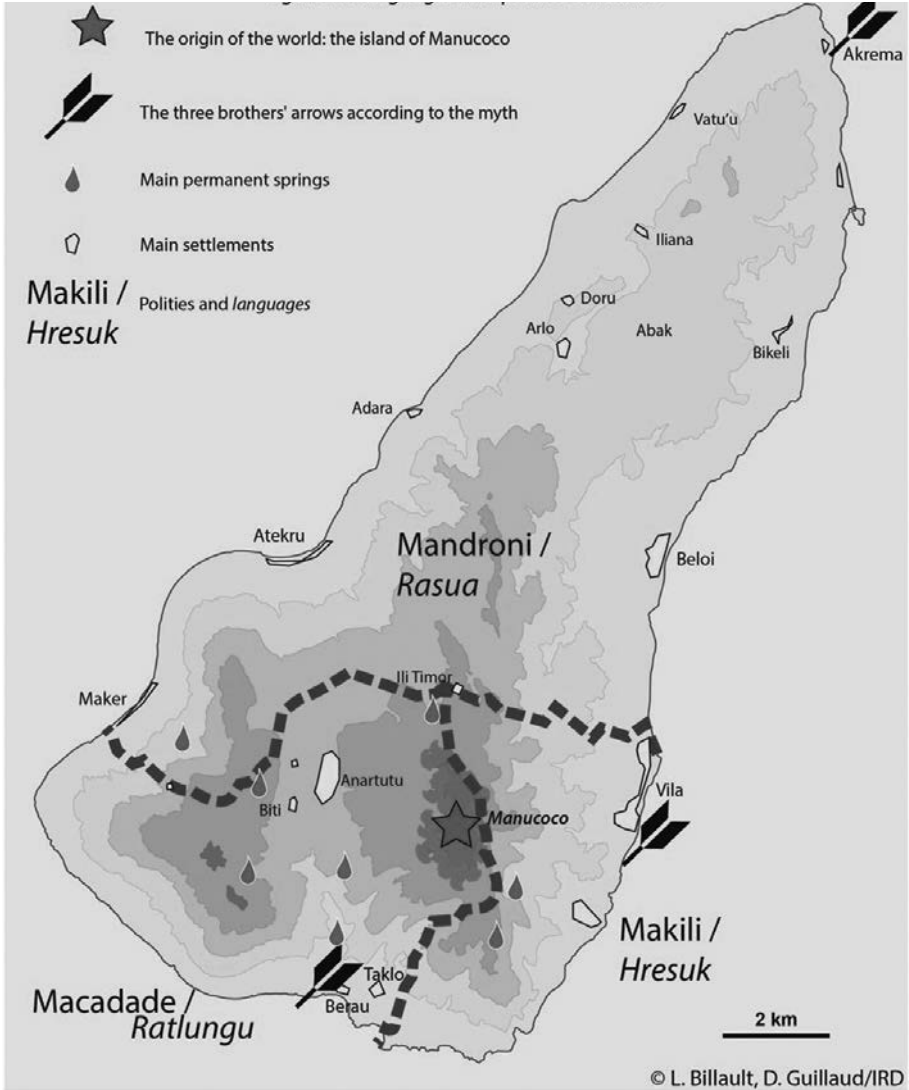 The origin of the world: the island of Manucoco
Akrema
The three brothers' arrows according to the myth
Vatu'u
Main permanent springs
Main settlements
Iliana
Makili /
Hresuk
Polities and languages
Doru
Arlo
Abak
Bikeli
Adara
Atekru
Mandroni /
Rasua
Beloi
Ili Timor
Maker
Anartutu
Biti
Vila
Manucoco
Makili /
Hresuk
Taklo
Berau
Macadade /
Ratlungu
2 km
© L. Billault, D. Guillaud/IRD